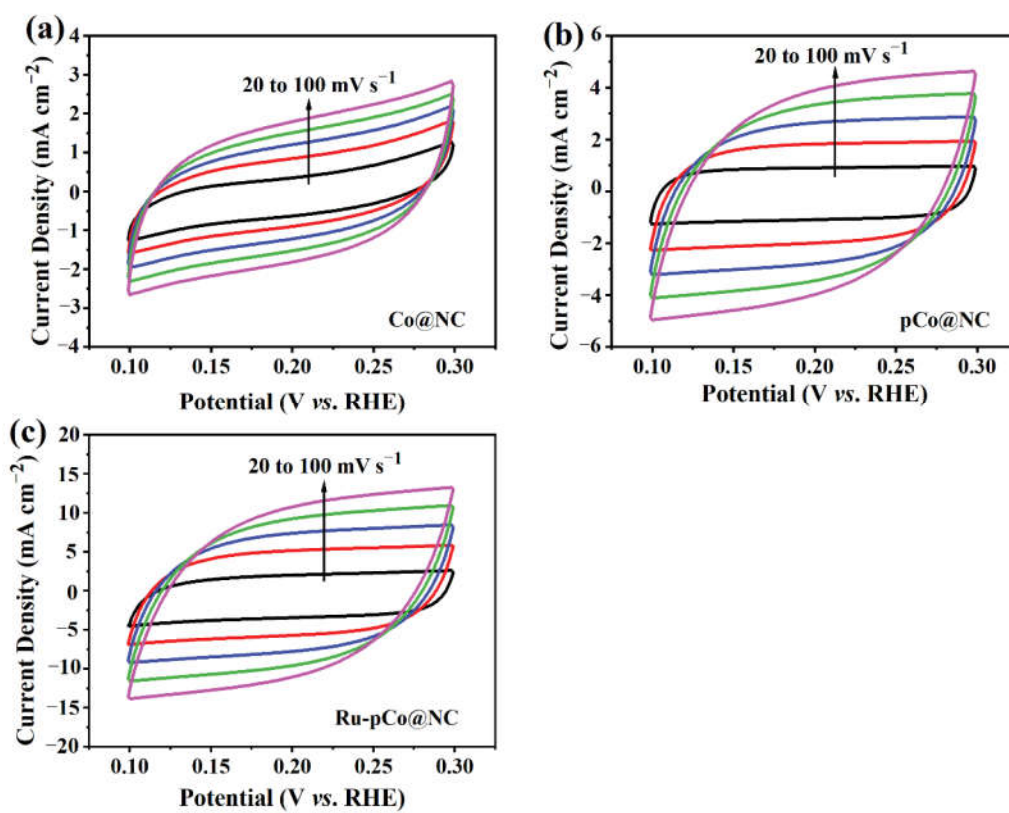 (a)
4
3
2
1
0
−1
−2
−3
−4
Current Density (mA cm⁻²)
20 to 100 mV s⁻¹
Co@NC
0.10 0.15 0.20 0.25 0.30
Potential (V vs. RHE)
(b)
6
4
2
0
−2
−4
−6
Current Density (mA cm⁻²)
20 to 100 mV s⁻¹
pCo@NC
0.10 0.15 0.20 0.25 0.30
Potential (V vs. RHE)
(c)
20
15
10
5
0
−5
−10
−15
−20
Current Density (mA cm⁻²)
20 to 100 mV s⁻¹
Ru-pCo@NC
0.10 0.15 0.20 0.25 0.30
Potential (V vs. RHE)